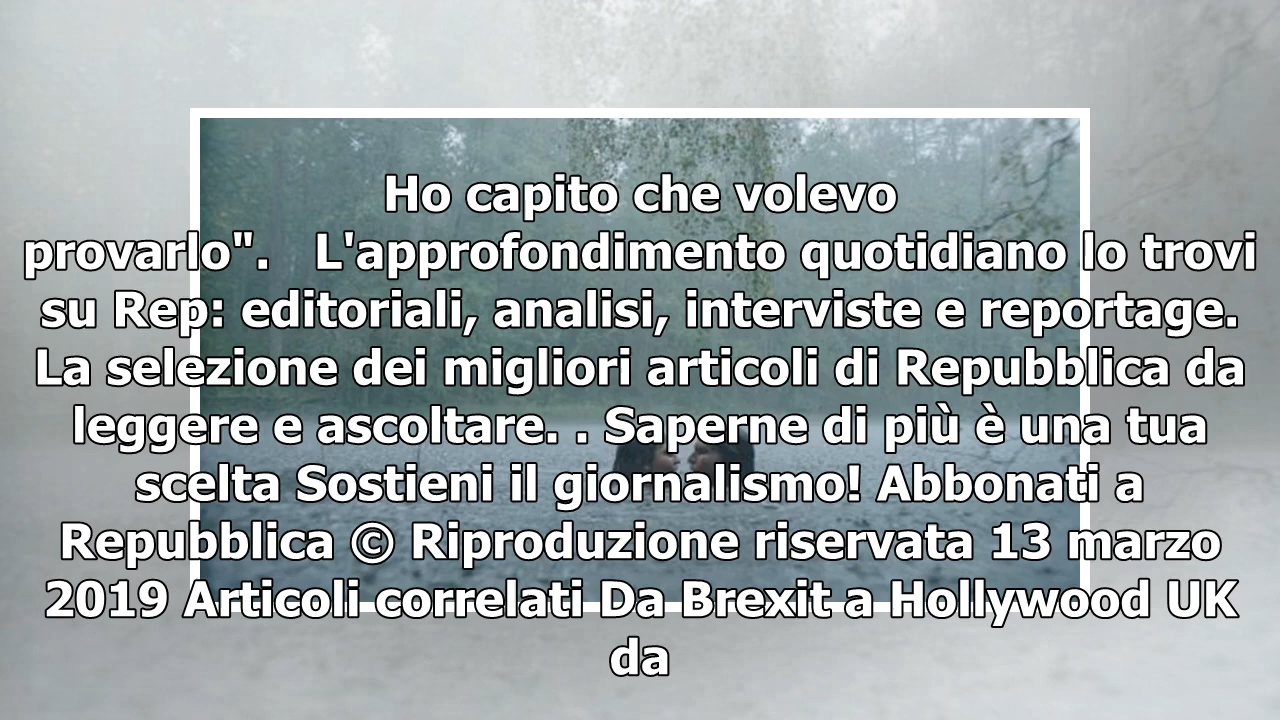 Ho capito che volevo
provarlo".   L'approfondimento quotidiano lo trovi
su Rep: editoriali, analisi, interviste e reportage.
La selezione dei migliori articoli di Repubblica da
leggere e ascoltare. . Saperne di più è una tua
scelta Sostieni il giornalismo! Abbonati a
Repubblica © Riproduzione riservata 13 marzo
2019 Articoli correlati Da Brexit a Hollywood UK
da